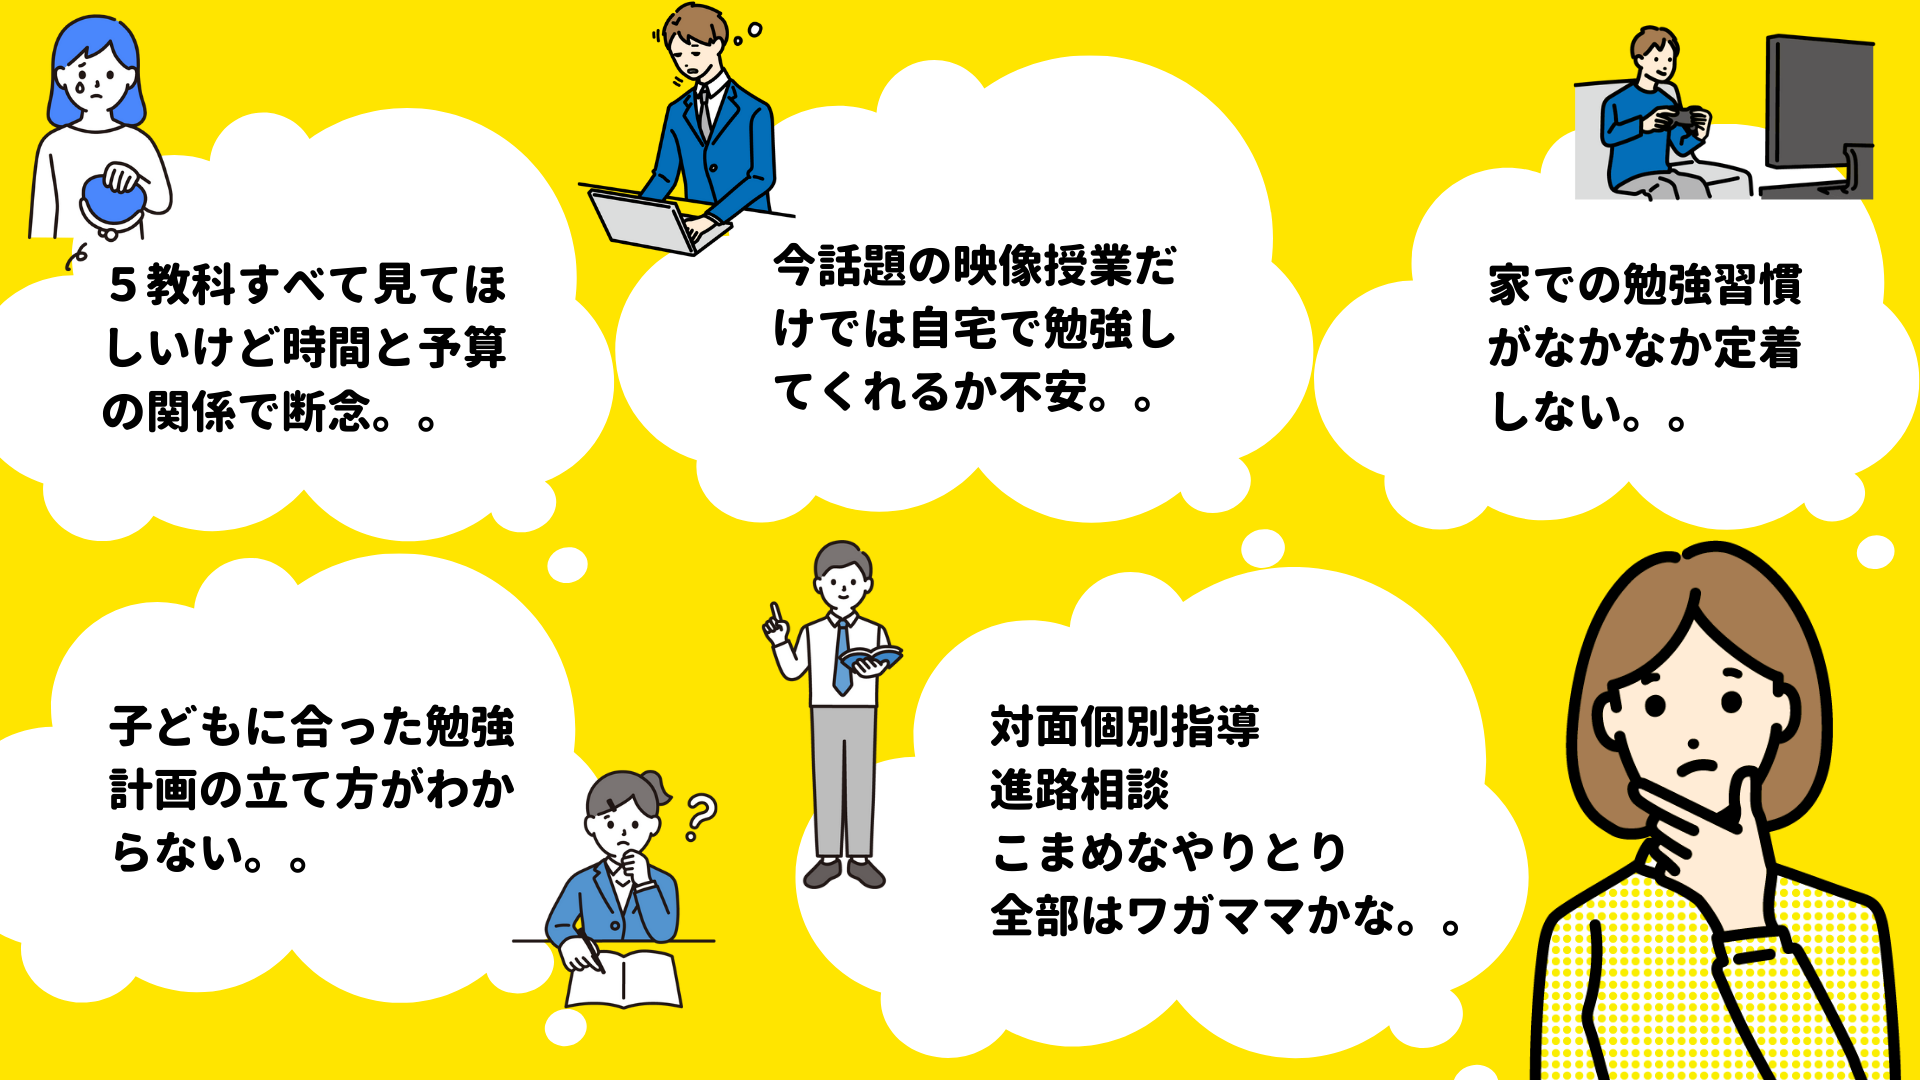 ５教科すべて見てほ
しいけど時間と予算
の関係で断念。。
今話題の映像授業だ
けでは自宅で勉強し
てくれるか不安。。
家での勉強習慣
がなかなか定着
しない。。
子どもに合った勉強
計画の立て方がわか
らない。。
対面個別指導
進路相談
こまめなやりとり
全部はワガママかな。。